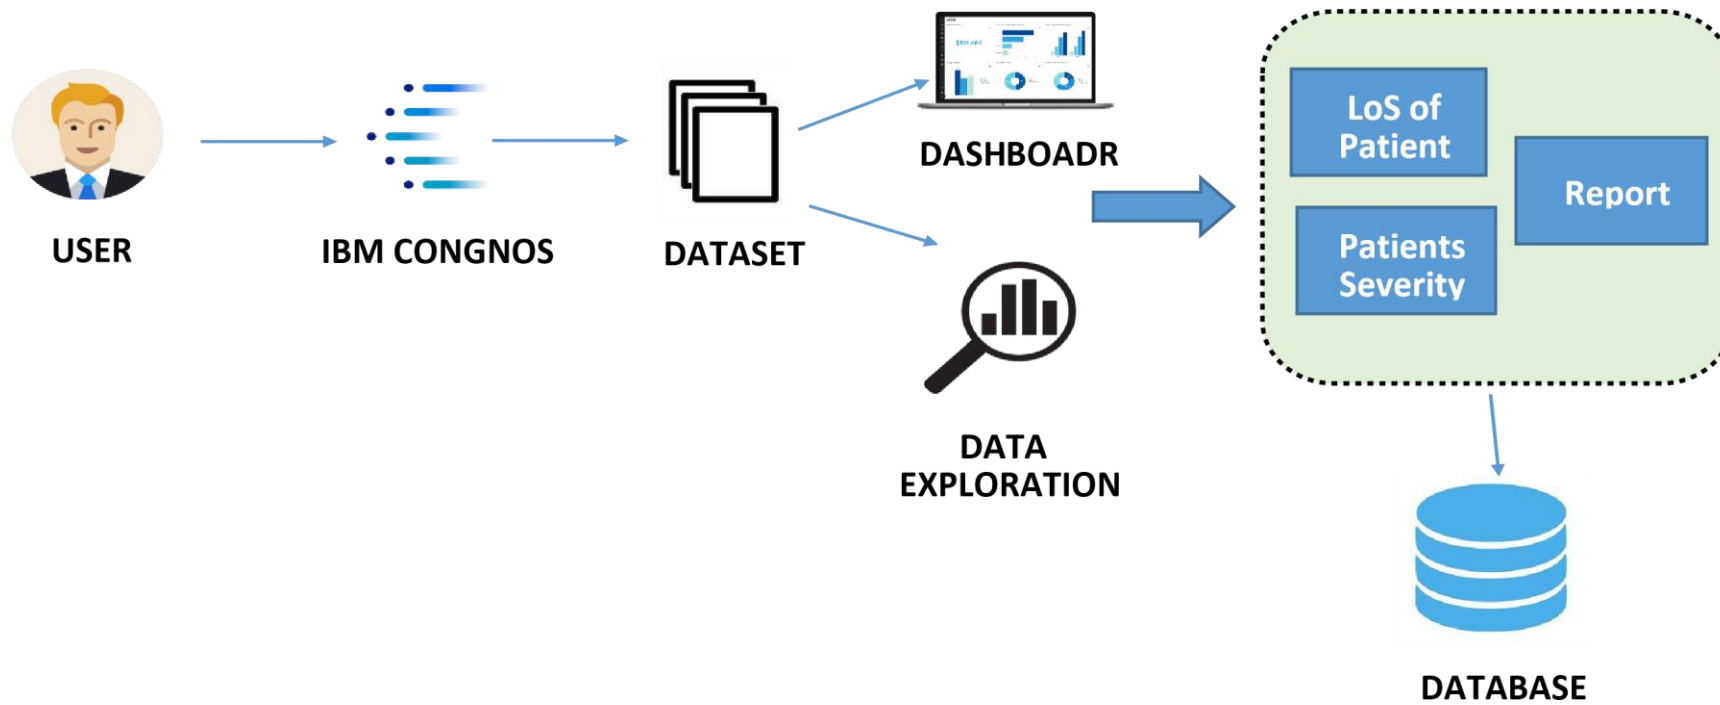 USER
IBM CONGNOS
DATASET
DASHBOADR
DATA
EXPLORATION
LoS of
Patient
Patients
Severity
Report
DATABASE